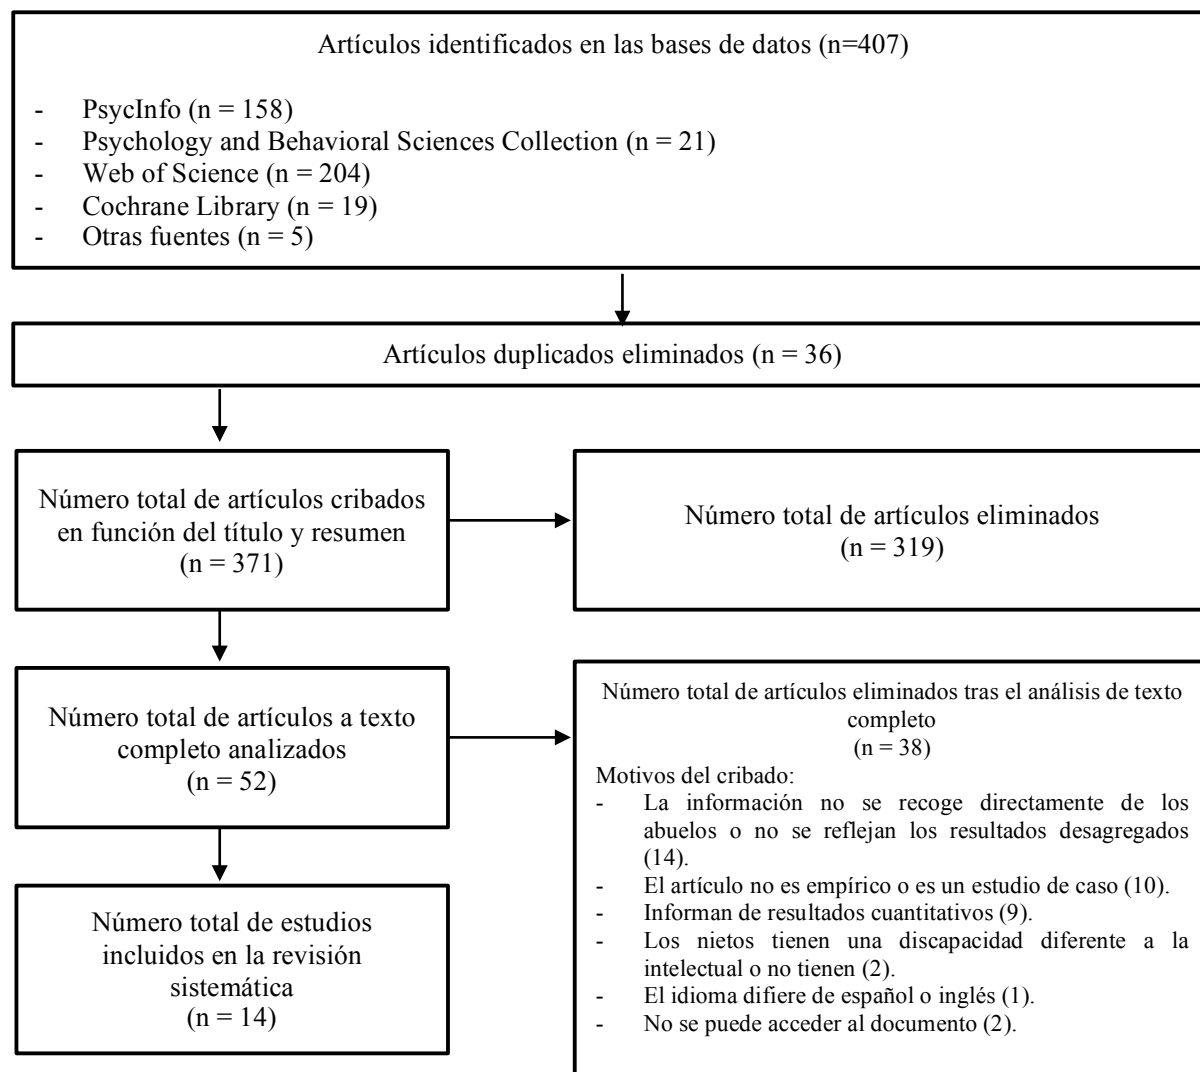 Artículos identificados en las bases de datos (n=407)
- PsycInfo (n = 158)
- Psychology and Behavioral Sciences Collection (n = 21)
- Web of Science (n = 204)
- Cochrane Library (n = 19)
- Otras fuentes (n = 5)
Artículos duplicados eliminados (n = 36)
Número total de artículos cribados
en función del título y resumen
(n = 371)
Número total de artículos eliminados
(n = 319)
Número total de artículos a texto
completo analizados
(n = 52)
Número total de artículos eliminados tras el análisis de texto
completo
(n = 38)
Motivos del cribado:
- La información no se recoge directamente de los
abuelos o no se reflejan los resultados desagregados
(14).
- El artículo no es empírico o es un estudio de caso (10).
- Informan de resultados cuantitativos (9).
- Los nietos tienen una discapacidad diferente a la
intelectual o no tienen (2).
- El idioma difiere de español o inglés (1).
- No se puede acceder al documento (2).
Número total de estudios
incluidos en la revisión
sistemática
(n = 14)